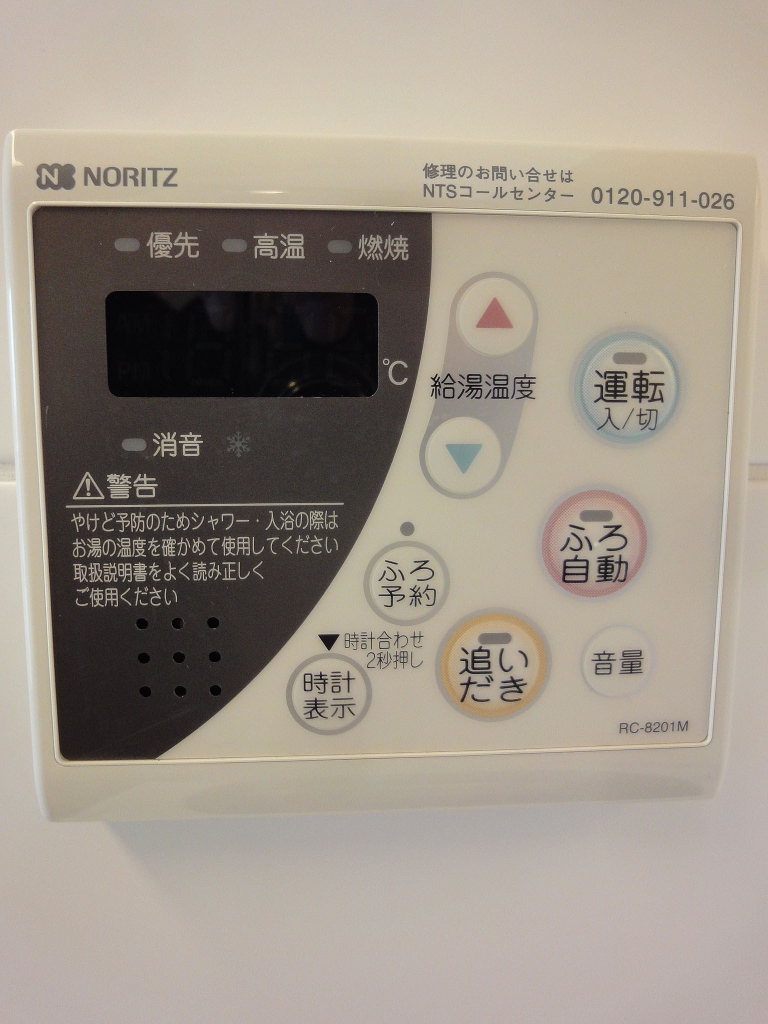 NORITZ
修理のお問い合せは
NTSコールセンター 0120-911-026
優先 高温 燃焼
℃
給湯温度
運転
入/切
消音
警告
やけど予防のためシャワー・入浴の際は
お湯の温度を確かめて使用してください
取扱説明書をよく読み正しく
ご使用ください
ふろ
自動
ふろ
予約
▼時計合わせ
2秒押し
時計
表示
追い
だき
音量
RC-8201M